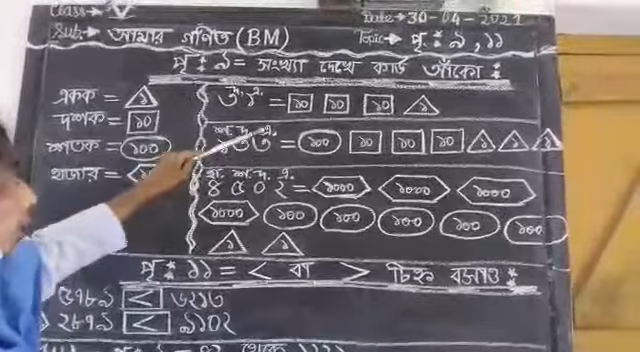 Class → V
Date → 30-04-2021
Sub:→ আমার গণিত (BM)
Topic→ পৃ: ৯, ১১
পৃ: ৯ = সংখ্যা দেখে কার্ড আঁকো :
একক = ১
দশক = ১০
শতক = ১০০
হাজার =
দ. এ.
৩১ = ১০ ১০ ১০ ১
শ. দ. এ.
১৩৩ = ১০০ ১০ ১০ ১০ ১ ১ ১
হা. শ. দ. এ.
৪৫০২ = ১০০০ ১০০০ ১০০০
১০০০ ১০০ ১০০ ১০০ ১০০ ১০০
১ ১
পৃ: ১১ = < বা > চিহ্ন বসাও :
৫৭৮৯ < ৬২১৩
২৮৭৯ < ৯১০২